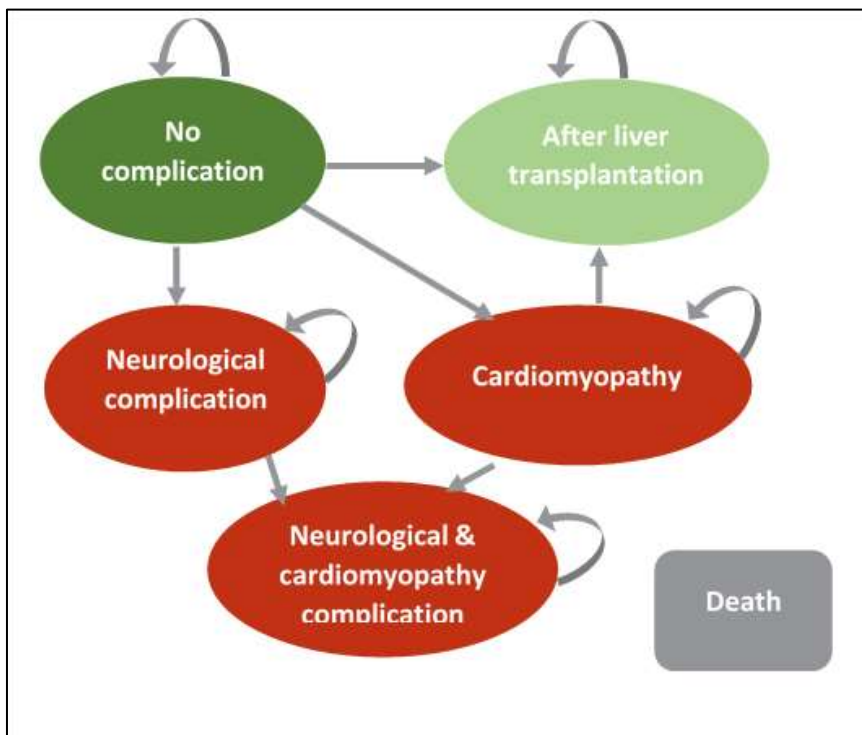 No
complication
After liver
transplantation
Neurological
complication
Cardiomyopathy
Neurological &
cardiomyopathy
complication
Death